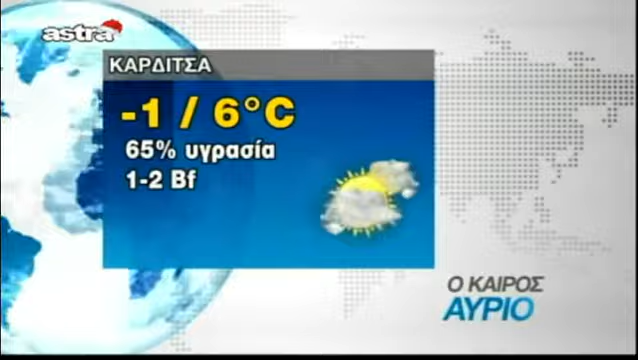 astra
ΚΑΡΔΙΤΣΑ
-1 / 6°C
65% υγρασία
1-2 Bf
Ο ΚΑΙΡΟΣ
ΑΥΡΙΟ